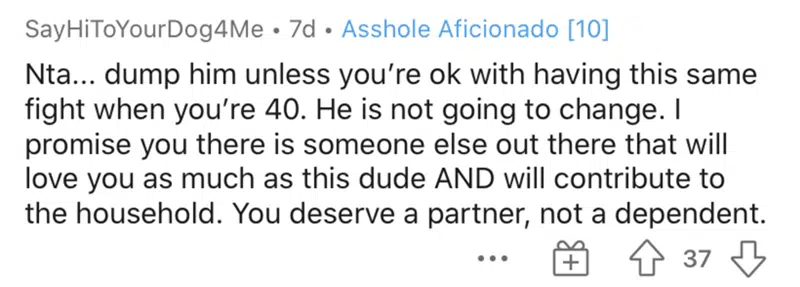 SayHiToYourDog4Me • 7d • Asshole Aficionado [10]
Nta... dump him unless you're ok with having this same
fight when you're 40. He is not going to change. I
promise you there is someone else out there that will
love you as much as this dude AND will contribute to
the household. You deserve a partner, not a dependent.
37